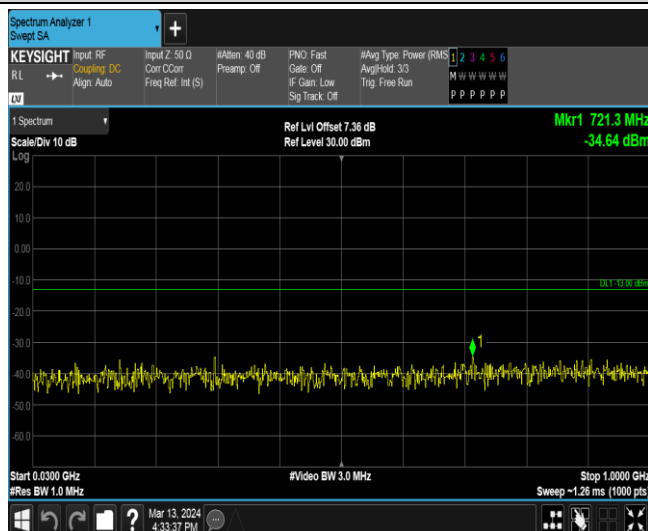 Spectrum Analyzer 1
Swept SA
+
KEYSIGHT Input: RF Input Z: 50 Ω #Atten: 40 dB PNO: Fast #Avg Type: Power (RMS 1 2 3 4 5 6
RL Coupling: DC Corr CCorr Preamp: Off Gate: Off Avg|Hold: 3/3 M W W W W W
Align: Auto Freq Ref: Int (S) IF Gain: Low Trig: Free Run
Sig Track: Off P P P P P P
LXI
1 Spectrum Ref Lvl Offset 7.36 dB Mkr1 721.3 MHz
Scale/Div 10 dB Ref Level 30.00 dBm -34.64 dBm
Log
20.0
10.0
0.00
-10.0
DL1 -13.00 dBm
-20.0
-30.0
1
-40.0
-50.0
-60.0
Start 0.0300 GHz #Video BW 3.0 MHz Stop 1.0000 GHz
#Res BW 1.0 MHz Sweep ~1.26 ms (1000 pts)
? Mar 13, 2024
4:33:37 PM